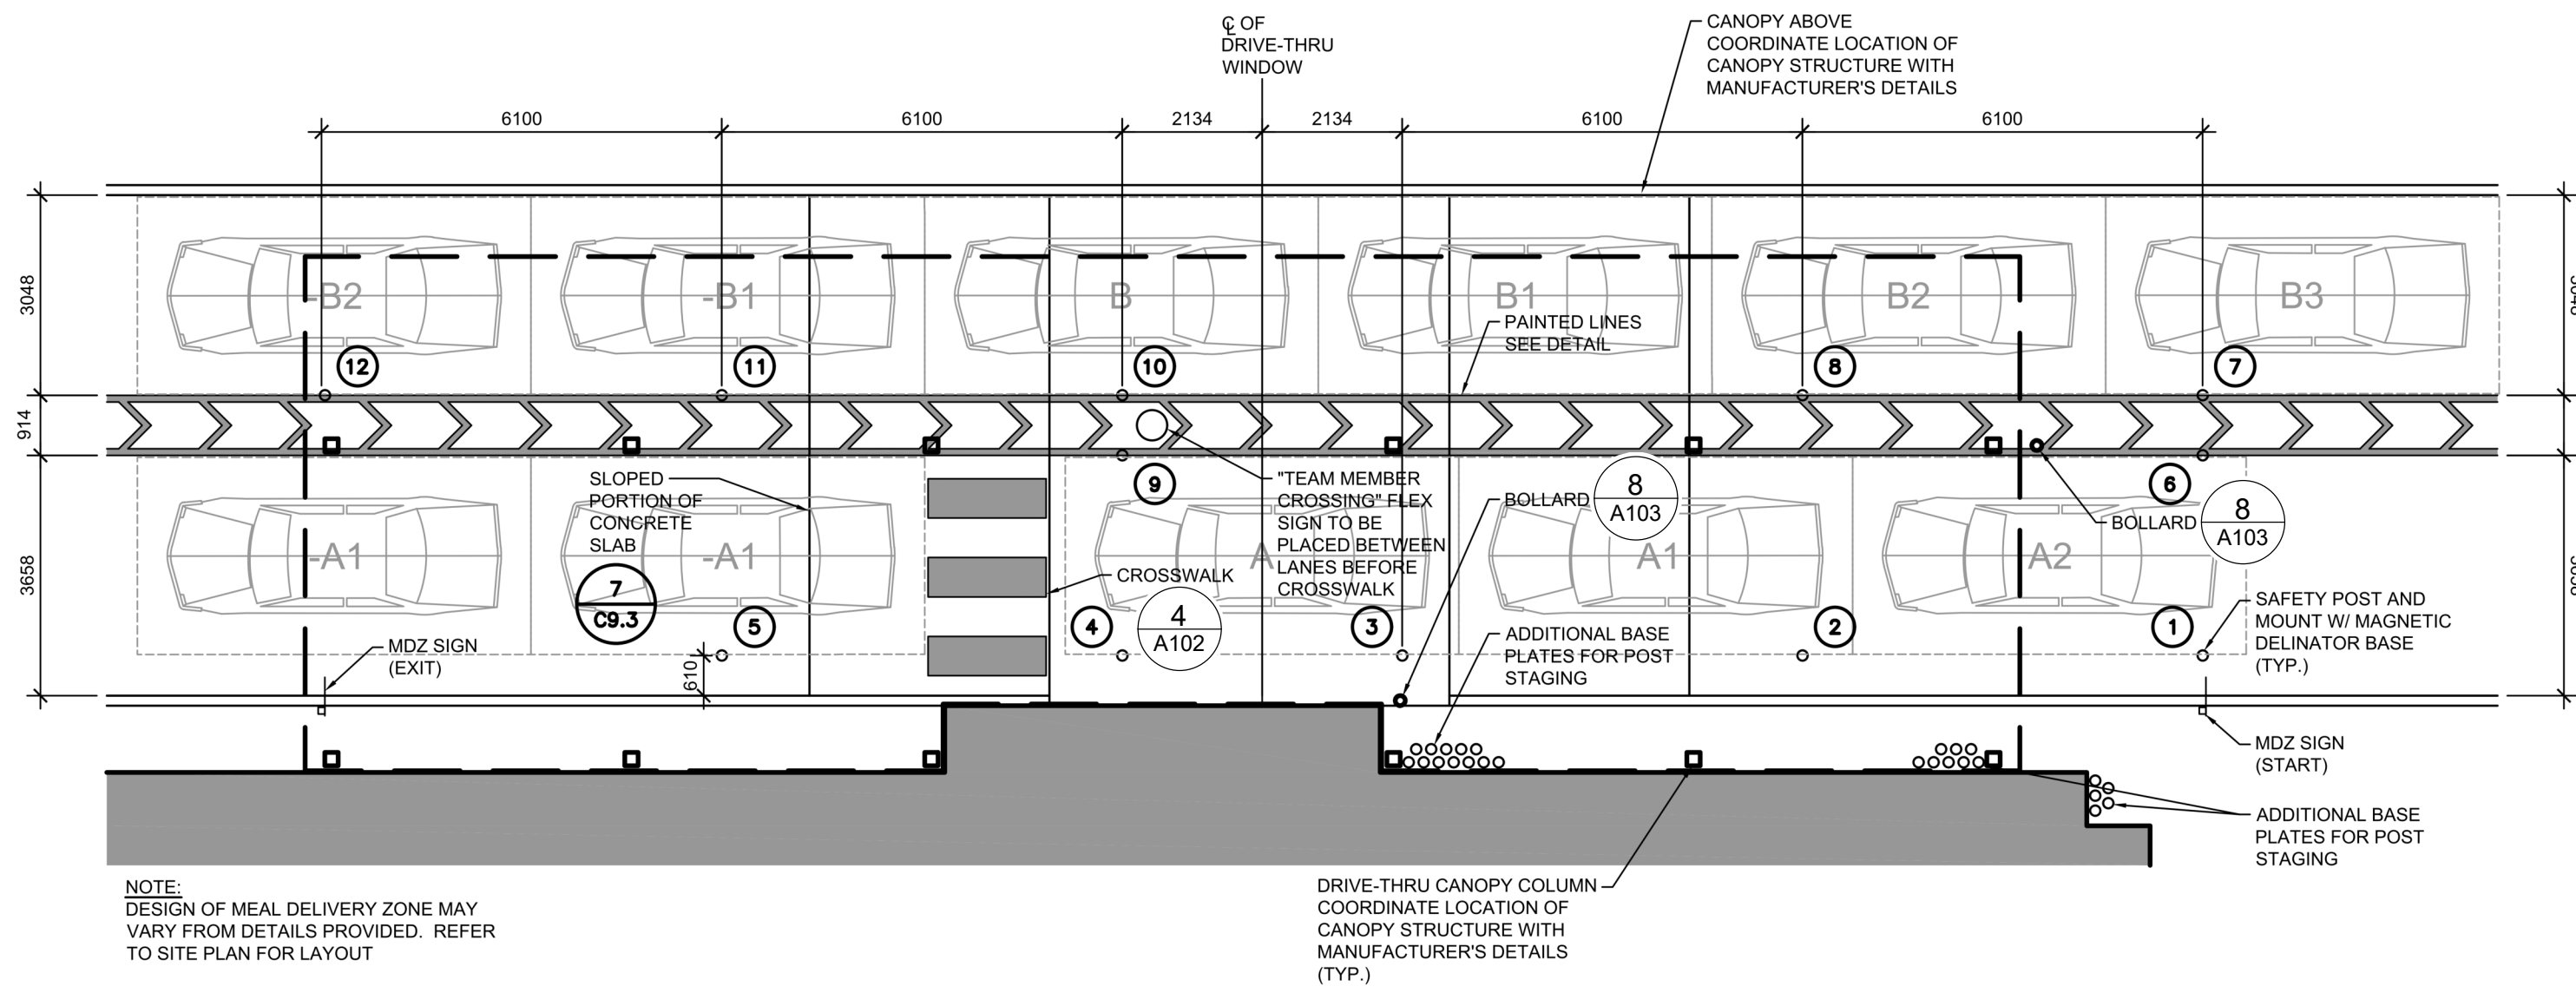 ℄ OF
DRIVE-THRU
WINDOW
CANOPY ABOVE
COORDINATE LOCATION OF
CANOPY STRUCTURE WITH
MANUFACTURER'S DETAILS
6100
6100
2134
2134
6100
6100
3048
914
3658
-B2
-B1
B
B1
B2
B3
PAINTED LINES
SEE DETAIL
12
11
10
8
7
SLOPED
PORTION OF
CONCRETE
SLAB
9
"TEAM MEMBER
CROSSING" FLEX
SIGN TO BE
PLACED BETWEEN
LANES BEFORE
CROSSWALK
BOLLARD
8
A103
6
BOLLARD
8
A103
-A1
-A1
A
A1
A2
7
C9.3
CROSSWALK
5
4
4
A102
3
2
1
SAFETY POST AND
MOUNT W/ MAGNETIC
DELINATOR BASE
(TYP.)
MDZ SIGN
(EXIT)
610
ADDITIONAL BASE
PLATES FOR POST
STAGING
MDZ SIGN
(START)
ADDITIONAL BASE
PLATES FOR POST
STAGING
NOTE:
DESIGN OF MEAL DELIVERY ZONE MAY
VARY FROM DETAILS PROVIDED. REFER
TO SITE PLAN FOR LAYOUT
DRIVE-THRU CANOPY COLUMN
COORDINATE LOCATION OF
CANOPY STRUCTURE WITH
MANUFACTURER'S DETAILS
(TYP.)